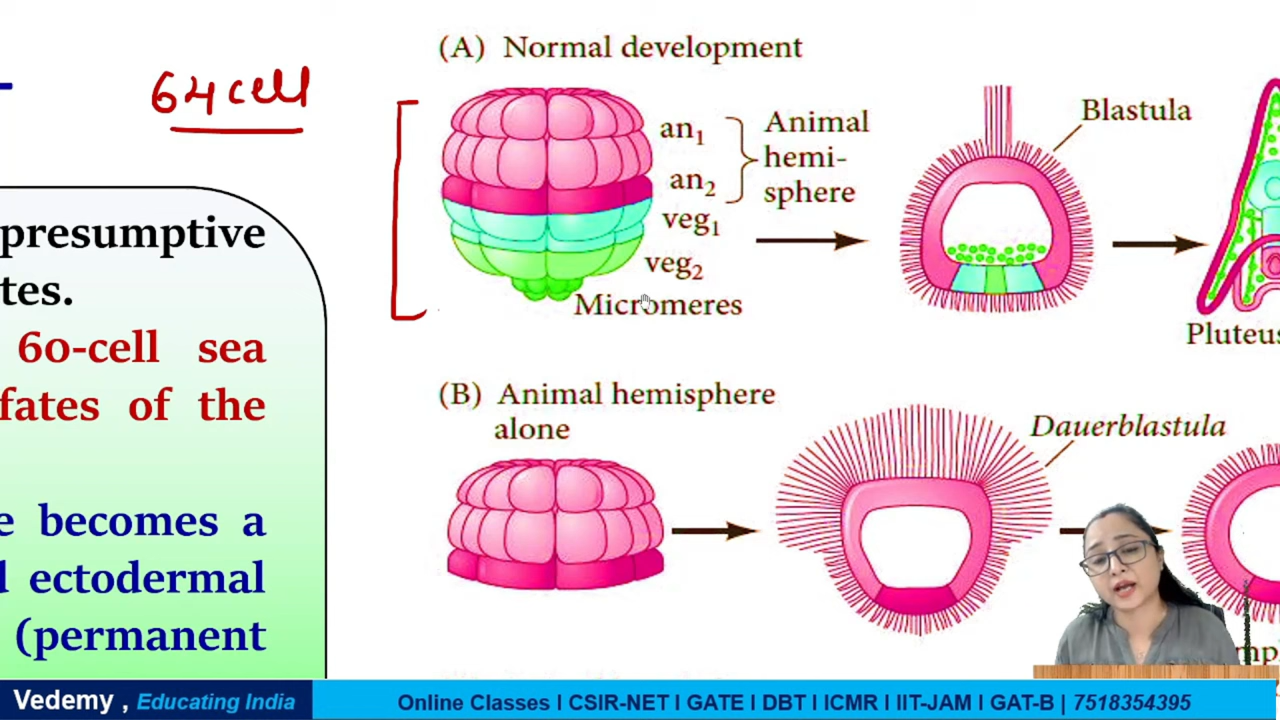 64 cell
presumptive
tes.
60-cell sea
fates of the
e becomes a
d ectodermal
(permanent
(A) Normal development
an₁
an₂
Animal
hemi-
sphere
veg₁
veg₂
Micromeres
Blastula
Pluteus
(B) Animal hemisphere
alone
Dauerblastula
Vedemy , Educating India
Online Classes I CSIR-NET I GATE I DBT I ICMR I IIT-JAM I GAT-B I 7518354395